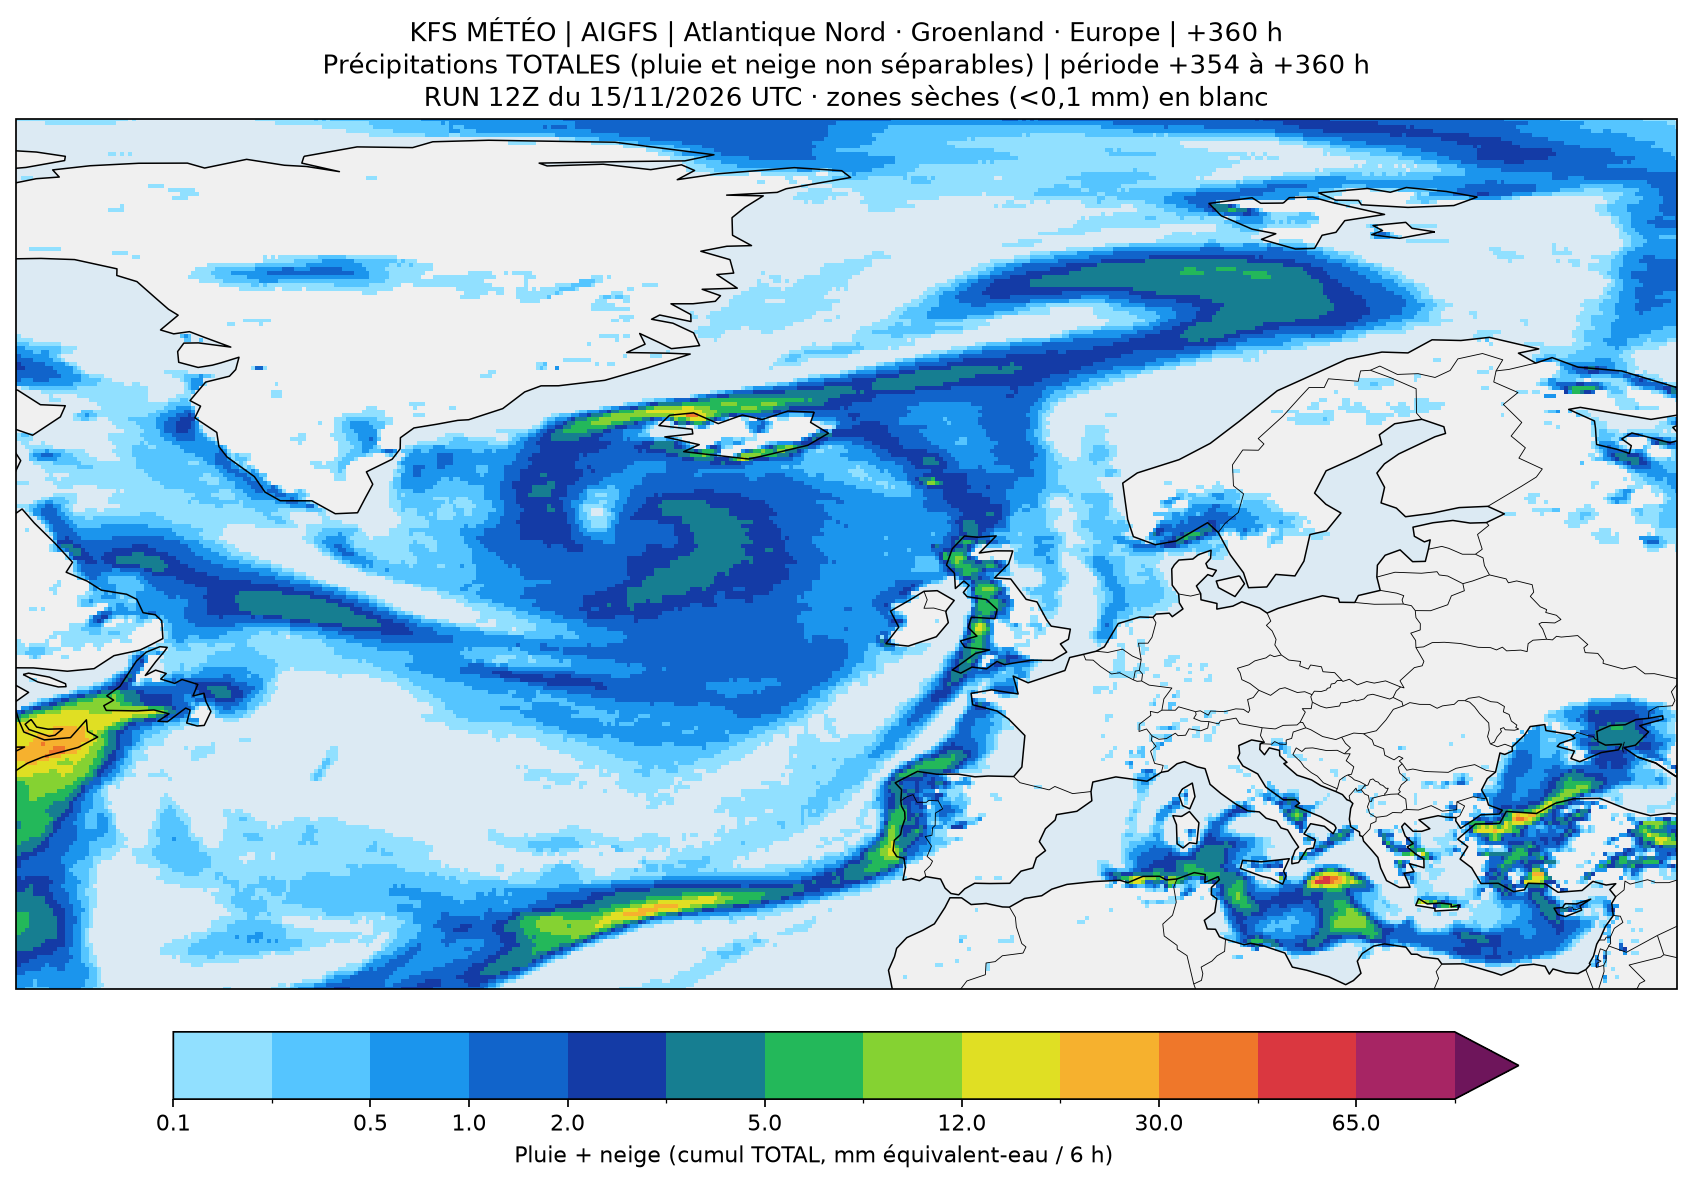 KFS MÉTÉO | AIGFS | Atlantique Nord · Groenland · Europe | +360 h
Précipitations TOTALES (pluie et neige non séparables) | période +354 à +360 h
RUN 12Z du 15/11/2026 UTC · zones sèches (<0,1 mm) en blanc
0.1 0.5 1.0 2.0 5.0 12.0 30.0 65.0
Pluie + neige (cumul TOTAL, mm équivalent-eau / 6 h)